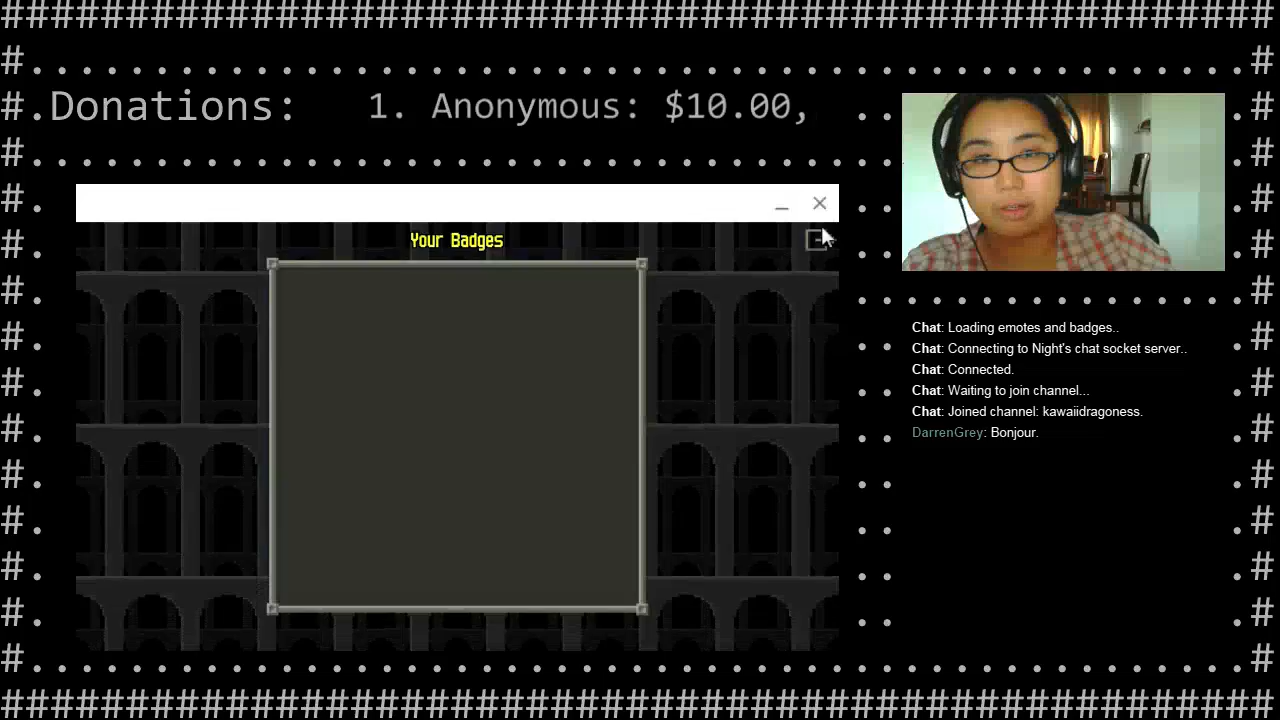 Donations: 1. Anonymous: $10.00,
Your Badges
Chat: Loading emotes and badges..
Chat: Connecting to Night's chat socket server..
Chat: Connected.
Chat: Waiting to join channel...
Chat: Joined channel: kawaiidragoness.
DarrenGrey: Bonjour.